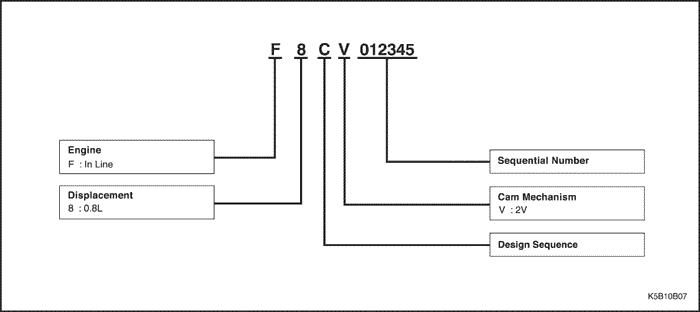 F 8 C V 012345
Engine
F : In Line
Displacement
8 : 0.8L
Sequential Number
Cam Mechanism
V : 2V
Design Sequence
K5B10B07